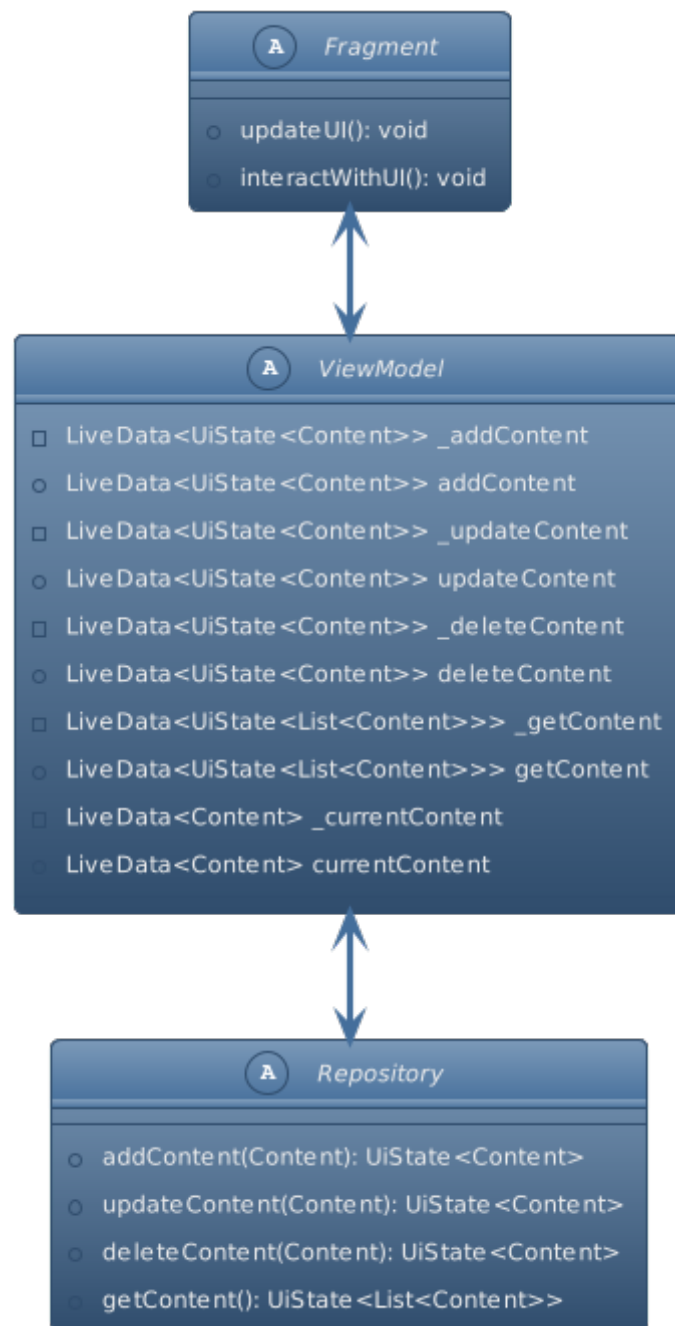 A Fragment
updateUI(): void
interactWithUI(): void
A ViewModel
LiveData<UiState<Content>> _addContent
LiveData<UiState<Content>> addContent
LiveData<UiState<Content>> _updateContent
LiveData<UiState<Content>> updateContent
LiveData<UiState<Content>> _deleteContent
LiveData<UiState<Content>> deleteContent
LiveData<UiState<List<Content>>> _getContent
LiveData<UiState<List<Content>>> getContent
LiveData<Content> _currentContent
LiveData<Content> currentContent
A Repository
addContent(Content): UiState<Content>
updateContent(Content): UiState<Content>
deleteContent(Content): UiState<Content>
getContent(): UiState<List<Content>>